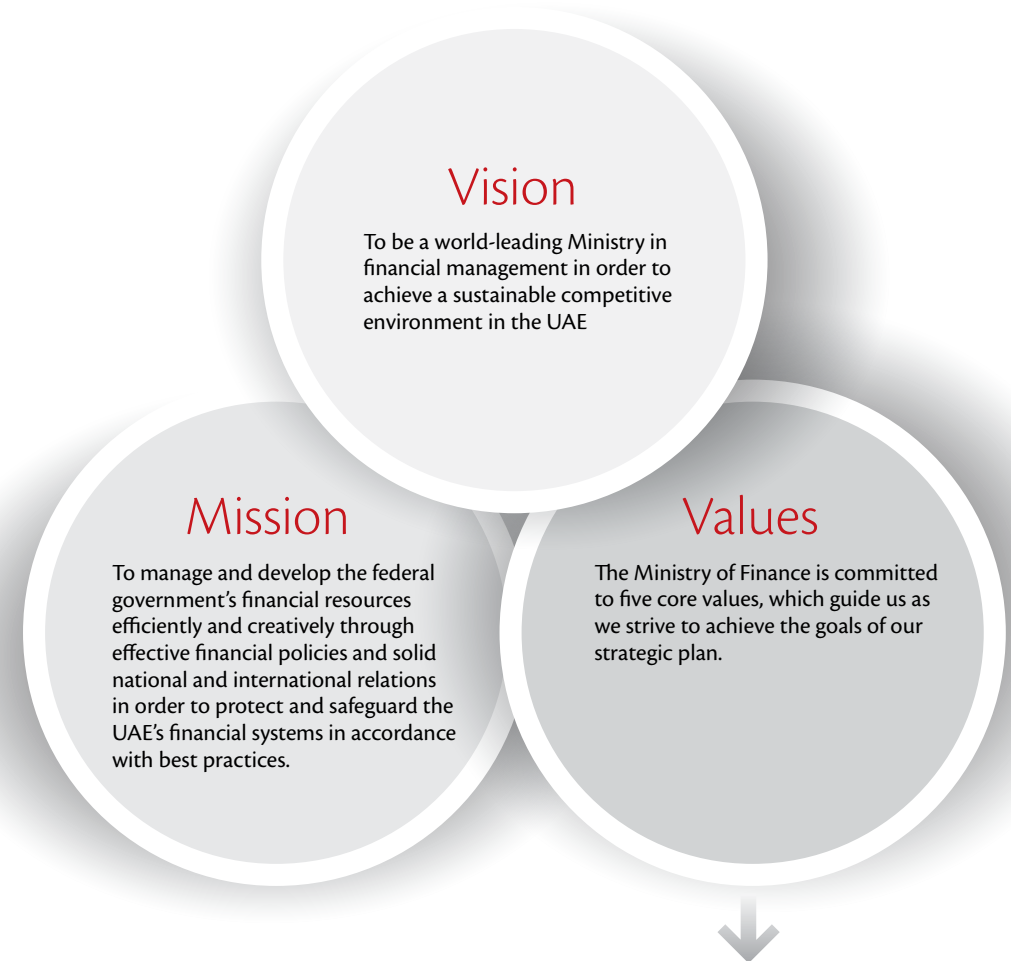 Vision
To be a world-leading Ministry in
financial management in order to
achieve a sustainable competitive
environment in the UAE
Mission
To manage and develop the federal
government’s financial resources
efficiently and creatively through
effective financial policies and solid
national and international relations
in order to protect and safeguard the
UAE’s financial systems in accordance
with best practices.
Values
The Ministry of Finance is committed
to five core values, which guide us as
we strive to achieve the goals of our
strategic plan.